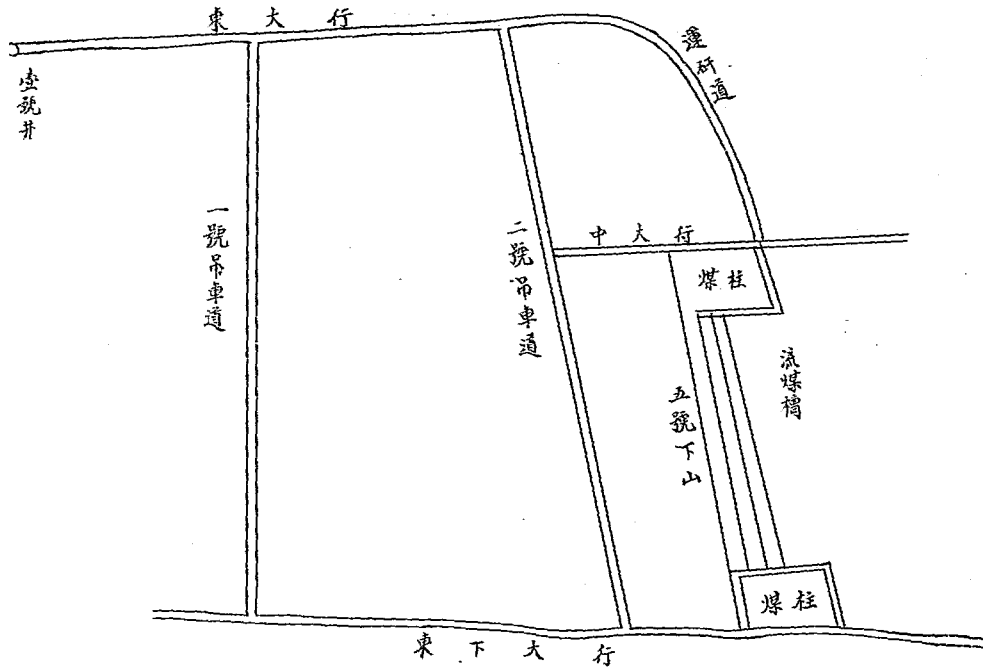 東大行
運矸道
壹號井
一號吊車道
二號吊車道
中大行
煤柱
流煤槽
五號下山
煤柱
東下大行